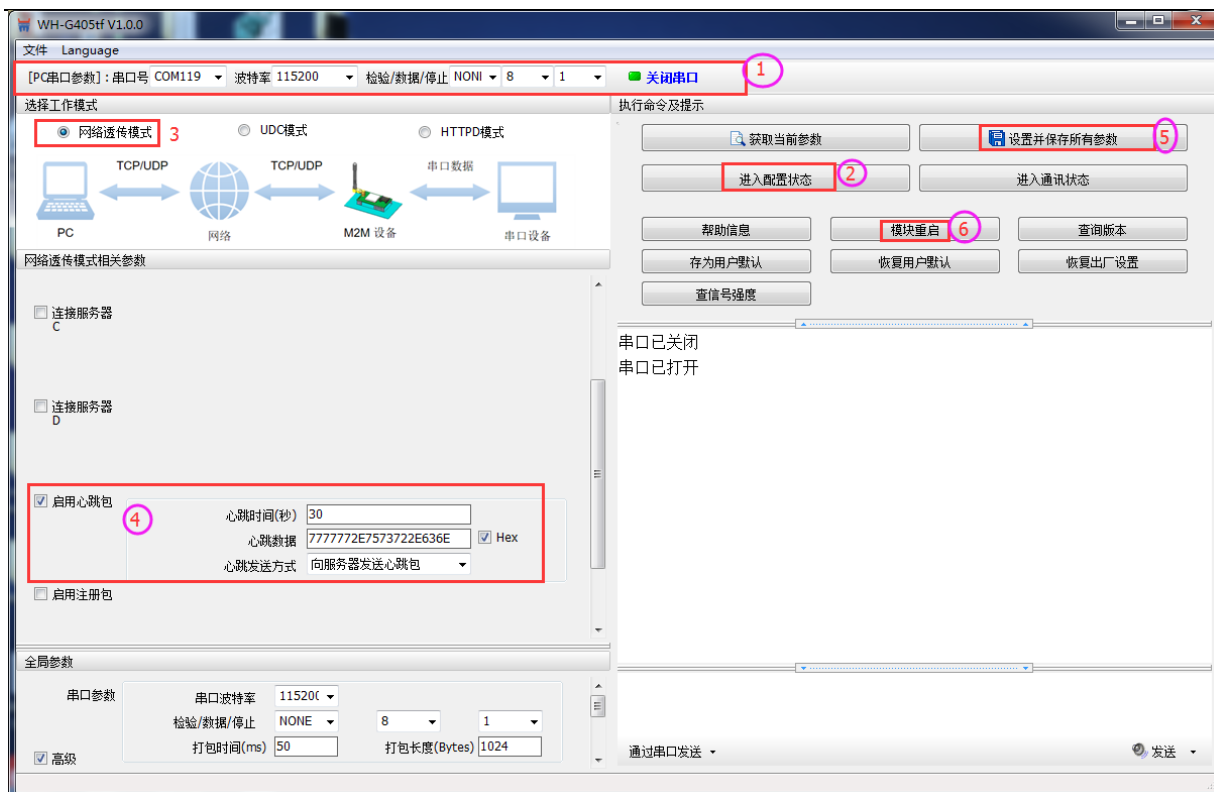 WH-G405tf V1.0.0
文件 Language
[PC串口参数]：串口号 COM119 波特率 115200 检验/数据/停止 NONI 8 1 关闭串口 1
选择工作模式
网络透传模式 3 UDC模式 HTTPD模式
TCP/UDP TCP/UDP 串口数据
PC 网络 M2M 设备 串口设备
网络透传模式相关参数
连接服务器
C
连接服务器
D
启用心跳包
4
心跳时间(秒) 30
心跳数据 7777772E7573722E636E Hex
心跳发送方式 向服务器发送心跳包
启用注册包
全局参数
串口参数 串口波特率 115200
检验/数据/停止 NONE 8 1
打包时间(ms) 50 打包长度(Bytes) 1024
高级
执行命令及提示
获取当前参数 设置并保存所有参数 5
进入配置状态 2 进入通讯状态
帮助信息 模块重启 6 查询版本
存为用户默认 恢复用户默认 恢复出厂设置
查信号强度
串口已关闭
串口已打开
通过串口发送 发送